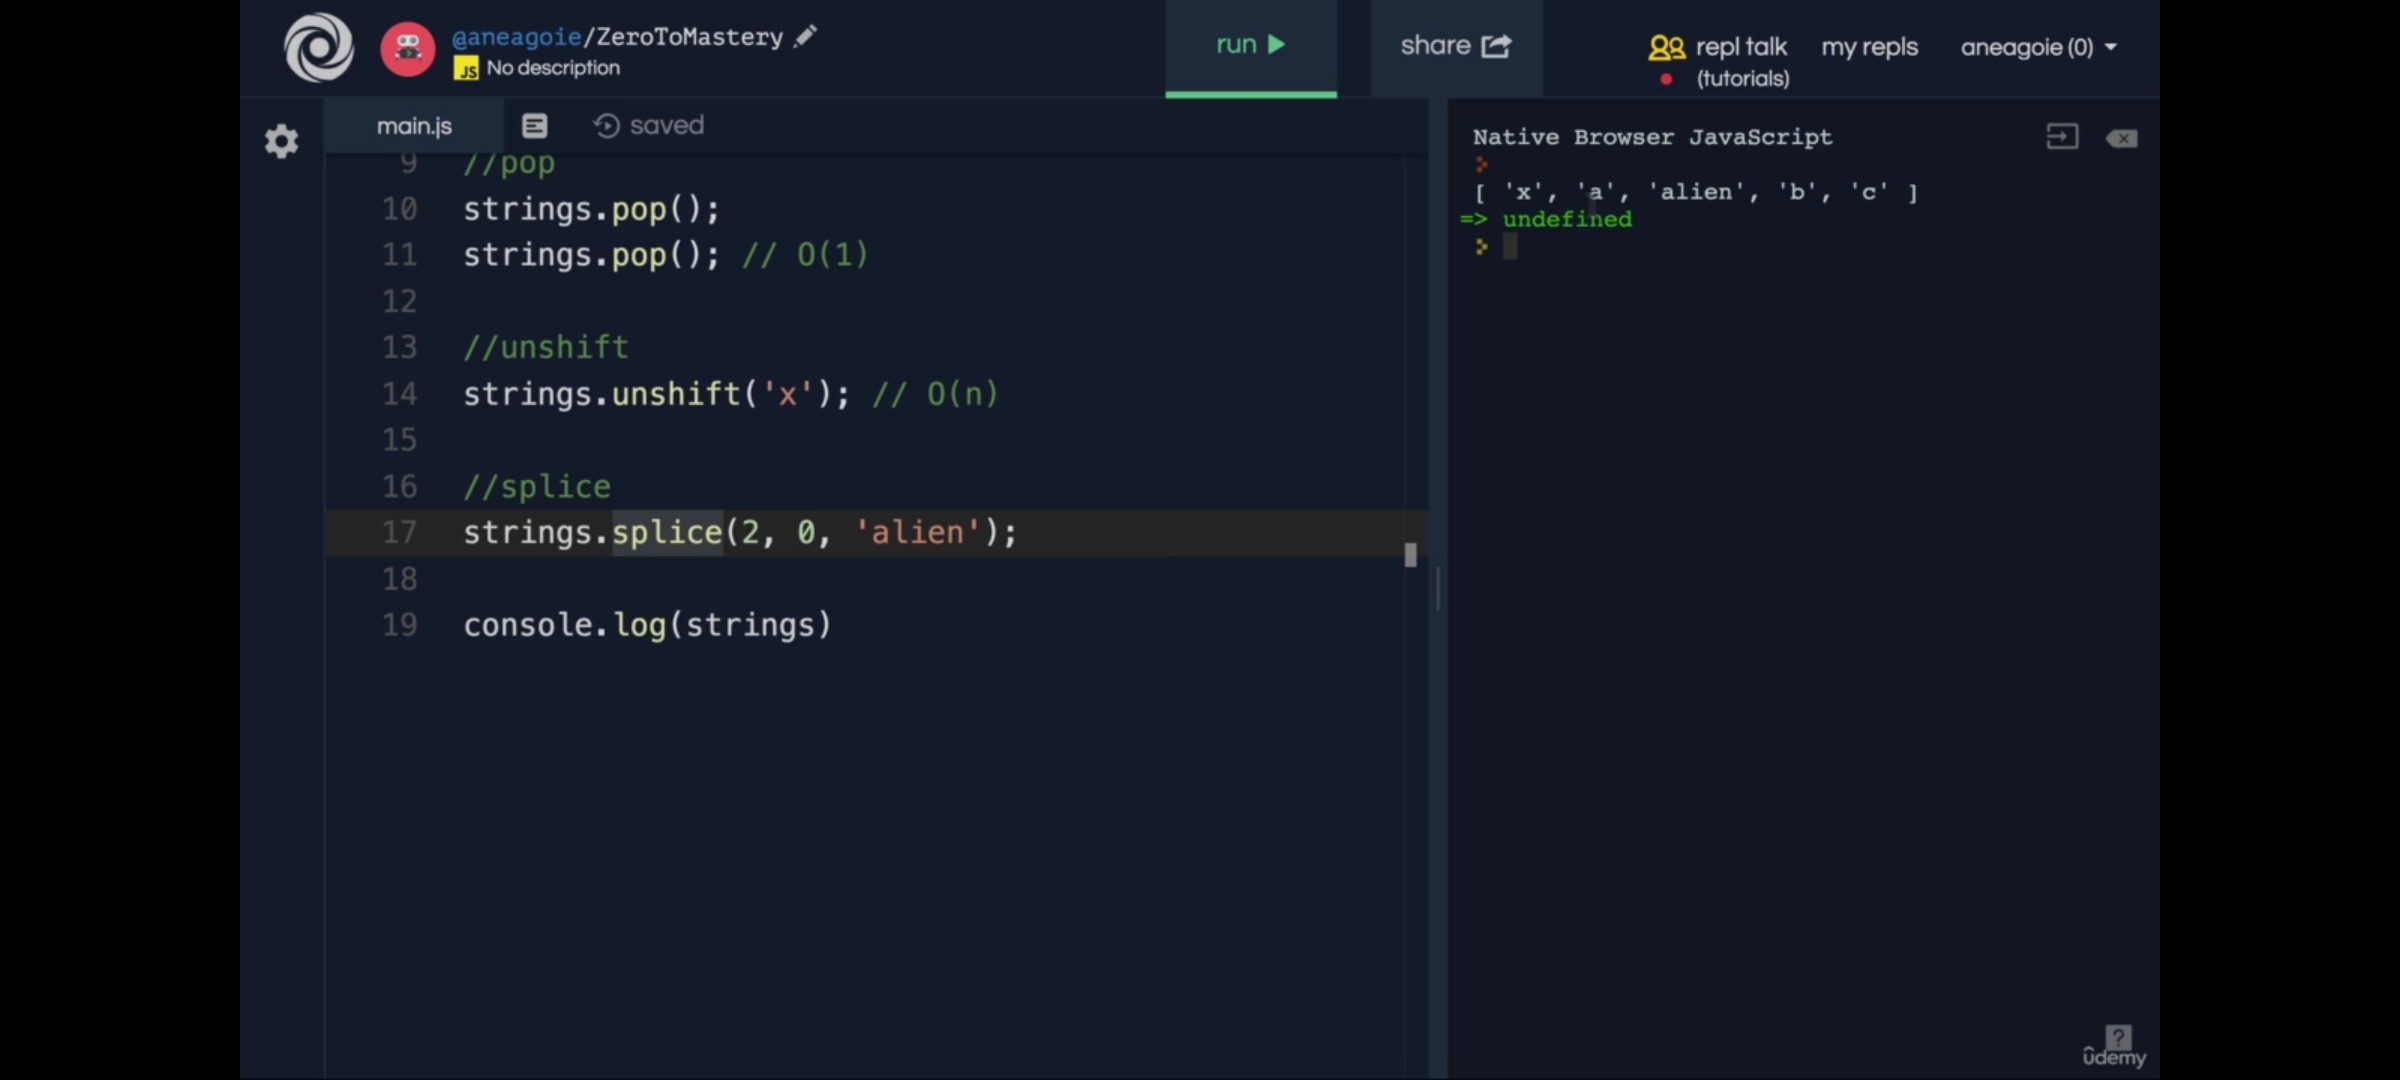 @aneagoie/ZeroToMastery
JS No description
run
share
repl talk
(tutorials)
my repls
aneagoie (0)
main.js
saved
9 //pop
10 strings.pop();
11 strings.pop(); // O(1)
12
13 //unshift
14 strings.unshift('x'); // O(n)
15
16 //splice
17 strings.splice(2, 0, 'alien');
18
19 console.log(strings)
Native Browser JavaScript
[ 'x', 'a', 'alien', 'b', 'c' ]
=> undefined
?
ûdemy